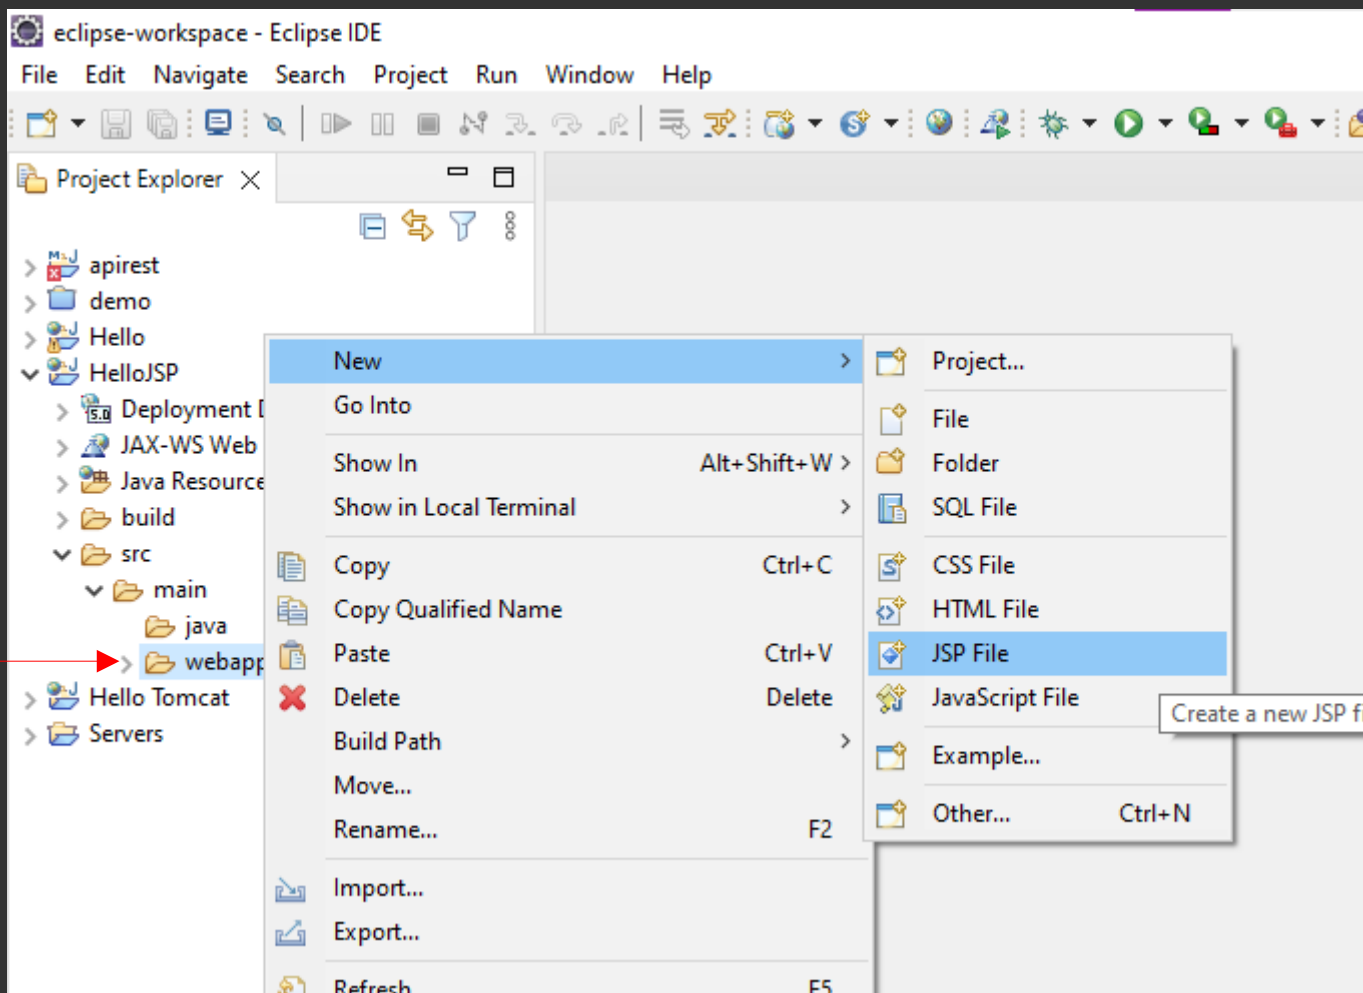 eclipse-workspace - Eclipse IDE
File Edit Navigate Search Project Run Window Help
Project Explorer
apirest
demo
Hello
HelloJSP
Deployment
JAX-WS Web
Java Resource
build
src
main
java
webapp
Hello Tomcat
Servers
New
Go Into
Show In Alt+Shift+W
Show in Local Terminal
Copy Ctrl+C
Copy Qualified Name
Paste Ctrl+V
Delete Delete
Build Path
Move...
Rename... F2
Import...
Export...
Refresh F5
Project...
File
Folder
SQL File
CSS File
HTML File
JSP File
JavaScript File
Create a new JSP
Example...
Other... Ctrl+N